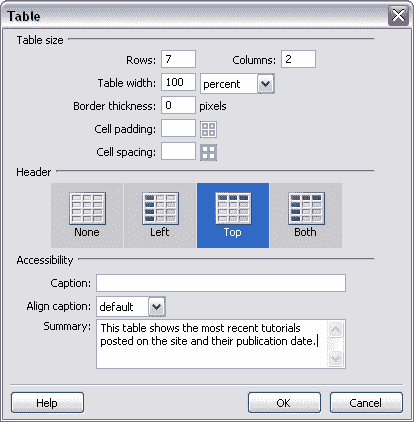 Table
Table size
Rows: 7 Columns: 2
Table width: 100 percent
Border thickness: 0 pixels
Cell padding:
Cell spacing:
Header
None Left Top Both
Accessibility
Caption:
Align caption: default
Summary: This table shows the most recent tutorials
posted on the site and their publication date.
Help OK Cancel